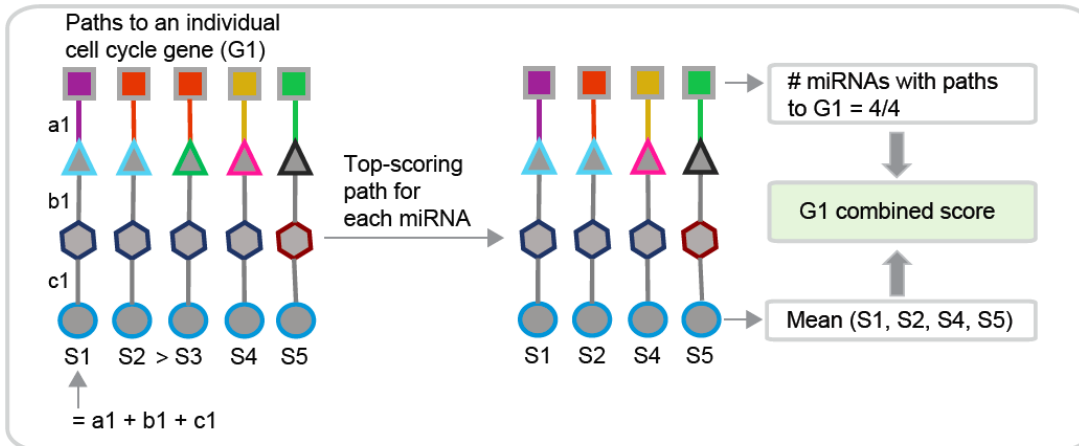 Paths to an individual
cell cycle gene (G1)
a1
b1
c1
S1 S2 > S3 S4 S5
= a1 + b1 + c1
Top-scoring
path for
each miRNA
S1 S2 S4 S5
# miRNAs with paths
to G1 = 4/4
G1 combined score
Mean (S1, S2, S4, S5)